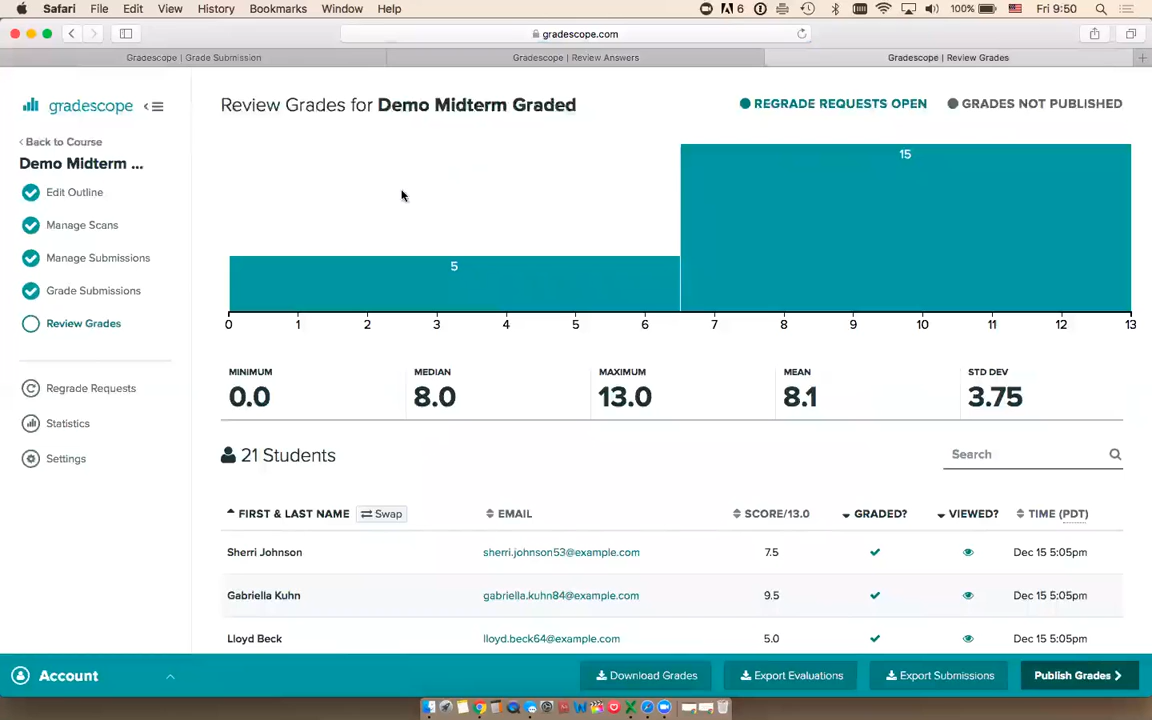 Safari File Edit View History Bookmarks Window Help 6 100% Fri 9:50
gradescope.com
Gradescope | Grade Submission Gradescope | Review Answers Gradescope | Review Grades
gradescope
Back to Course
Demo Midterm ...
Edit Outline
Manage Scans
Manage Submissions
Grade Submissions
Review Grades
Regrade Requests
Statistics
Settings
Review Grades for Demo Midterm Graded
REGRADE REQUESTS OPEN GRADES NOT PUBLISHED
15
5
0 1 2 3 4 5 6 7 8 9 10 11 12 13
MINIMUM MEDIAN MAXIMUM MEAN STD DEV
0.0 8.0 13.0 8.1 3.75
21 Students Search
FIRST & LAST NAME Swap EMAIL SCORE/13.0 GRADED? VIEWED? TIME (PDT)
Sherri Johnson sherri.johnson53@example.com 7.5 Dec 15 5:05pm
Gabriella Kuhn gabriella.kuhn84@example.com 9.5 Dec 15 5:05pm
Lloyd Beck lloyd.beck64@example.com 5.0 Dec 15 5:05pm
Account Download Grades Export Evaluations Export Submissions Publish Grades